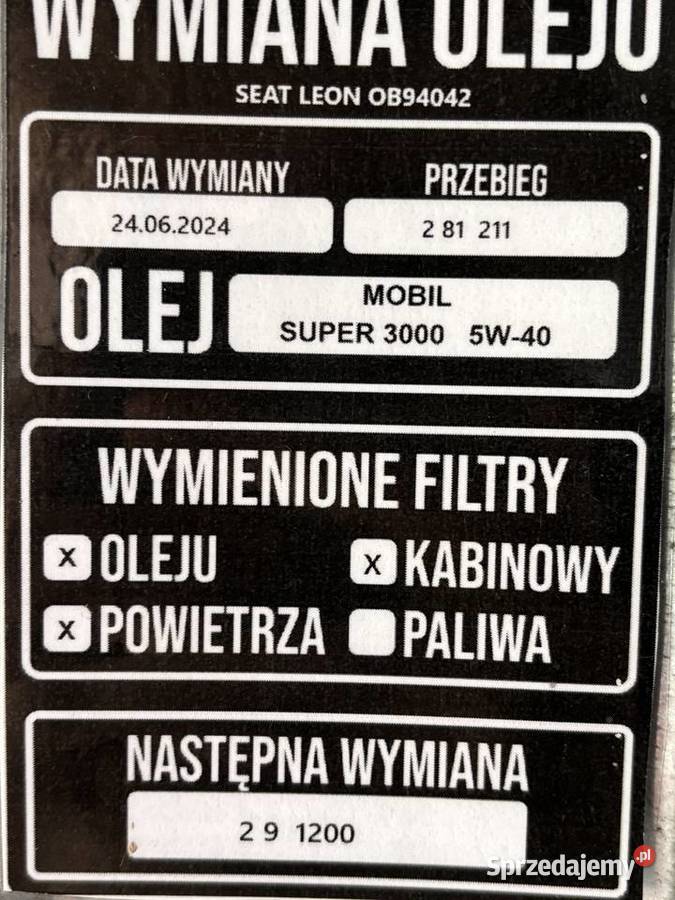 WYMIANA OLEJU
SEAT LEON OB94042
DATA WYMIANY PRZEBIEG
24.06.2024 2 81 211
OLEJ
MOBIL
SUPER 3000 5W-40
WYMIENIONE FILTRY
X OLEJU X KABINOWY
X POWIETRZA PALIWA
NASTĘPNA WYMIANA
2 9 1200
Sprzedajemy.pl